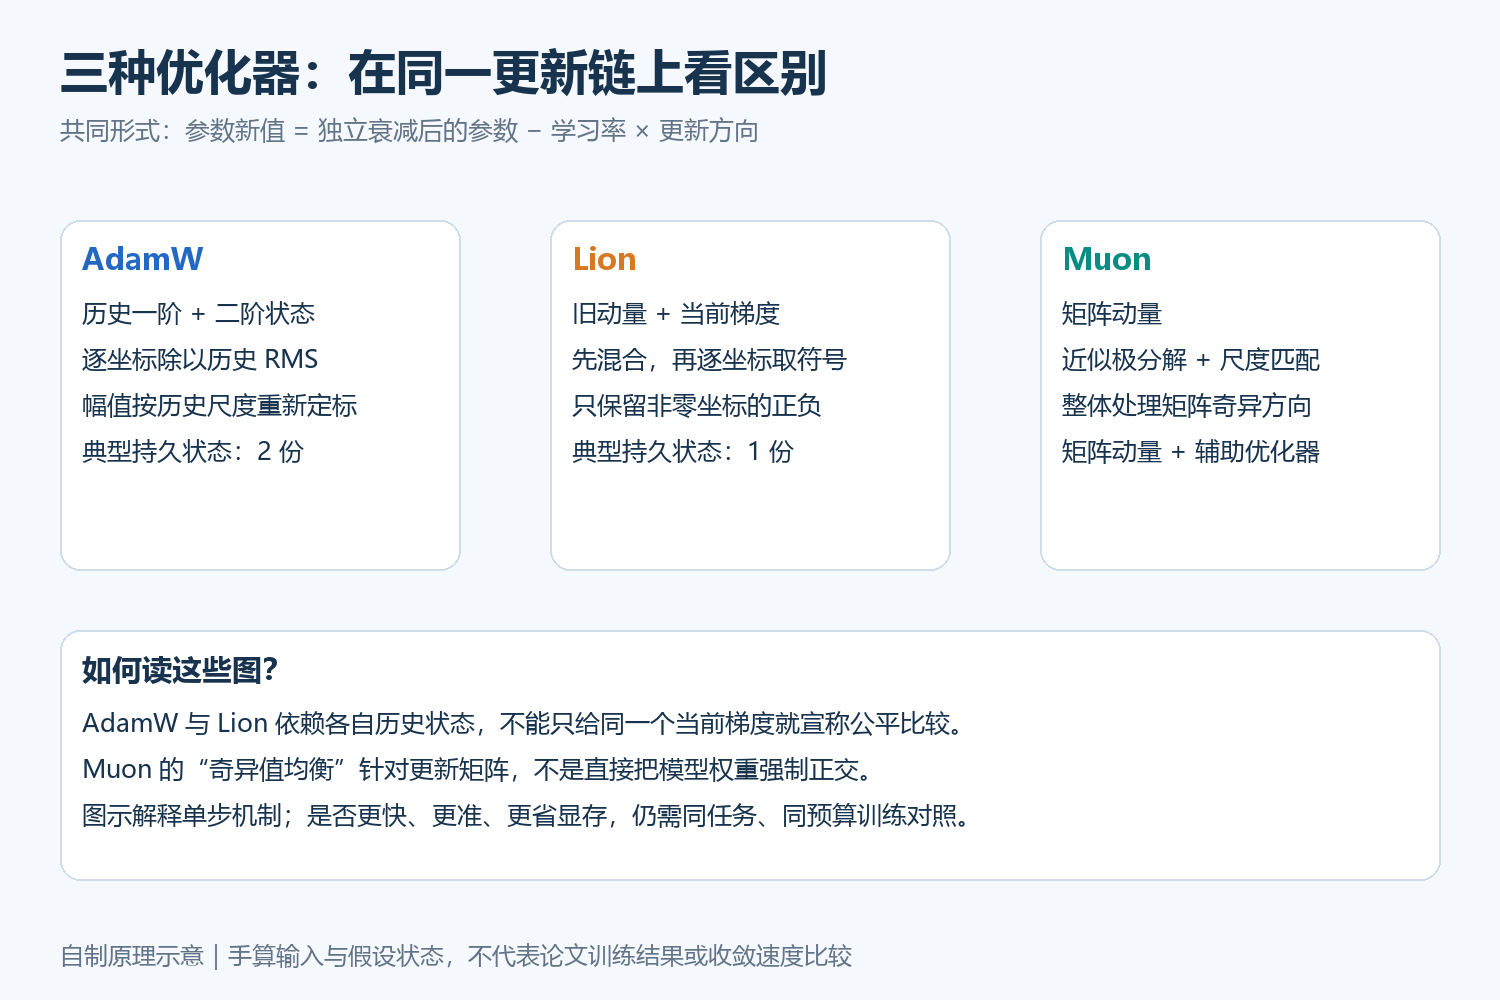 三种优化器：在同一更新链上看区别
共同形式：参数新值 = 独立衰减后的参数 − 学习率 × 更新方向
AdamW
历史一阶 + 二阶状态
逐坐标除以历史 RMS
幅值按历史尺度重新定标
典型持久状态：2 份
Lion
旧动量 + 当前梯度
先混合，再逐坐标取符号
只保留非零坐标的正负
典型持久状态：1 份
Muon
矩阵动量
近似极分解 + 尺度匹配
整体处理矩阵奇异方向
矩阵动量 + 辅助优化器
如何读这些图？
AdamW 与 Lion 依赖各自历史状态，不能只给同一个当前梯度就宣称公平比较。
Muon 的“奇异值均衡”针对更新矩阵，不是直接把模型权重强制正交。
图示解释单步机制；是否更快、更准、更省显存，仍需同任务、同预算训练对照。
自制原理示意｜手算输入与假设状态，不代表论文训练结果或收敛速度比较